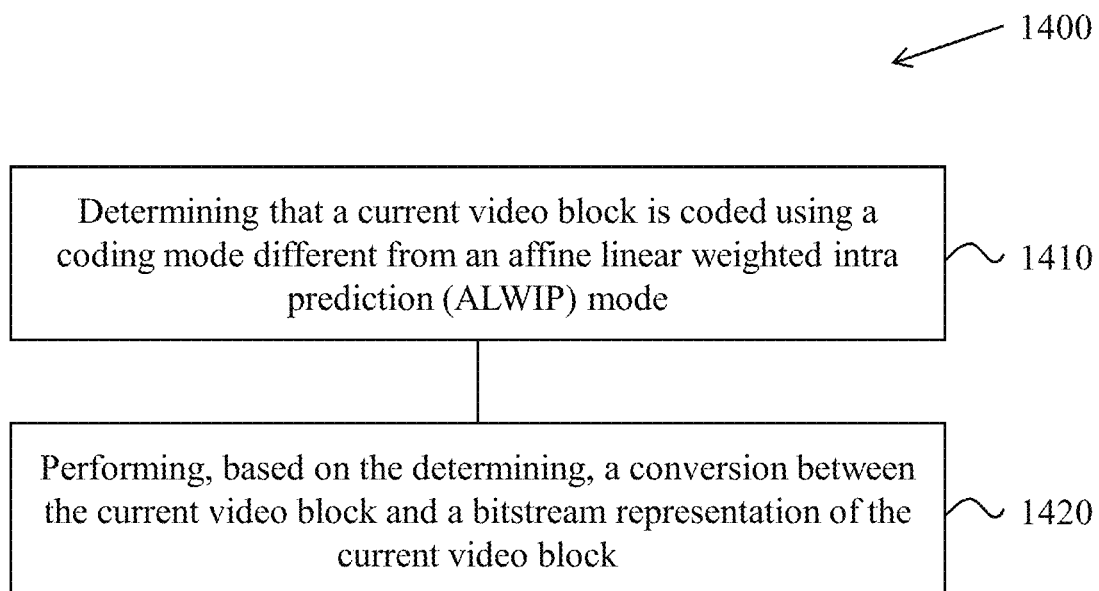 1400
Determining that a current video block is coded using a
coding mode different from an affine linear weighted intra
prediction (ALWIP) mode
1410
Performing, based on the determining, a conversion between
the current video block and a bitstream representation of the
current video block
1420